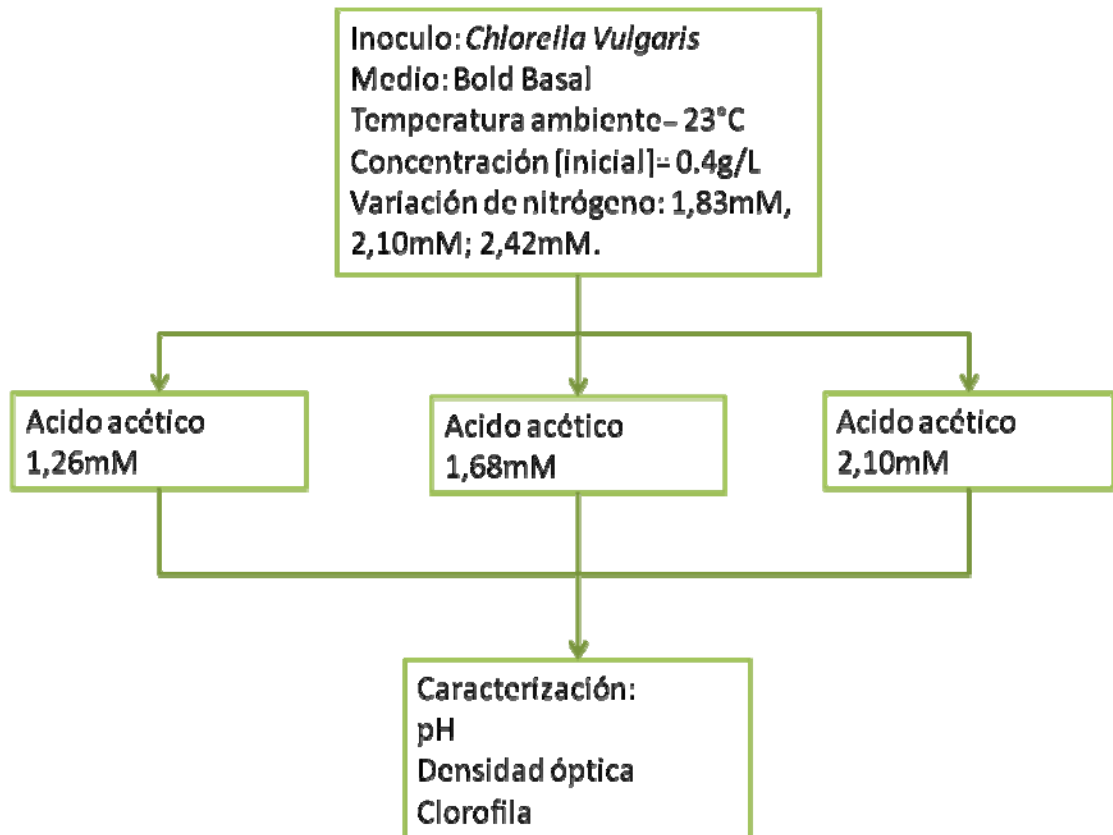 Inoculo: Chlorella Vulgaris
Medio: Bold Basal
Temperatura ambiente= 23°C
Concentración [inicial]= 0.4g/L
Variación de nitrógeno: 1,83mM,
2,10mM; 2,42mM.
Acido acético
1,26mM
Acido acético
1,68mM
Acido acético
2,10mM
Caracterización:
pH
Densidad óptica
Clorofila